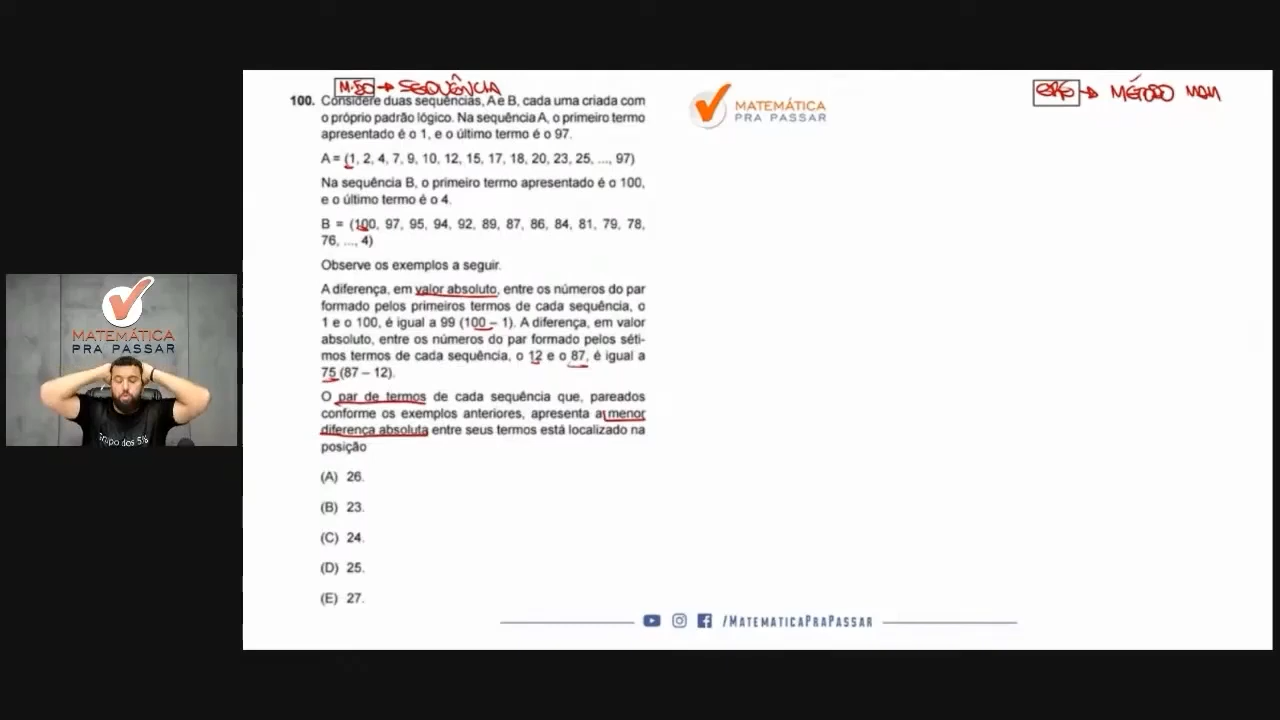 M.50 → SEQUÊNCIA
100. Considere duas sequências, A e B, cada uma criada com
o próprio padrão lógico. Na sequência A, o primeiro termo
apresentado é o 1, e o último termo é o 97.
A = (1, 2, 4, 7, 9, 10, 12, 15, 17, 18, 20, 23, 25, ..., 97)
Na sequência B, o primeiro termo apresentado é o 100,
e o último termo é o 4.
B = (100, 97, 95, 94, 92, 89, 87, 86, 84, 81, 79, 78,
76, ..., 4)
Observe os exemplos a seguir.
A diferença, em valor absoluto, entre os números do par
formado pelos primeiros termos de cada sequência, o
1 e o 100, é igual a 99 (100 – 1). A diferença, em valor
absoluto, entre os números do par formado pelos séti-
mos termos de cada sequência, o 12 e o 87, é igual a
75 (87 – 12).
O par de termos de cada sequência que, pareados
conforme os exemplos anteriores, apresenta a menor
diferença absoluta entre seus termos está localizado na
posição
(A) 26.
(B) 23.
(C) 24.
(D) 25.
(E) 27.
MATEMÁTICA
PRA PASSAR
→ MÉTODO MPM
MATEMÁTICA
PRA PASSAR
Grupo dos 5%
/MATEMATICAPRAPASSAR